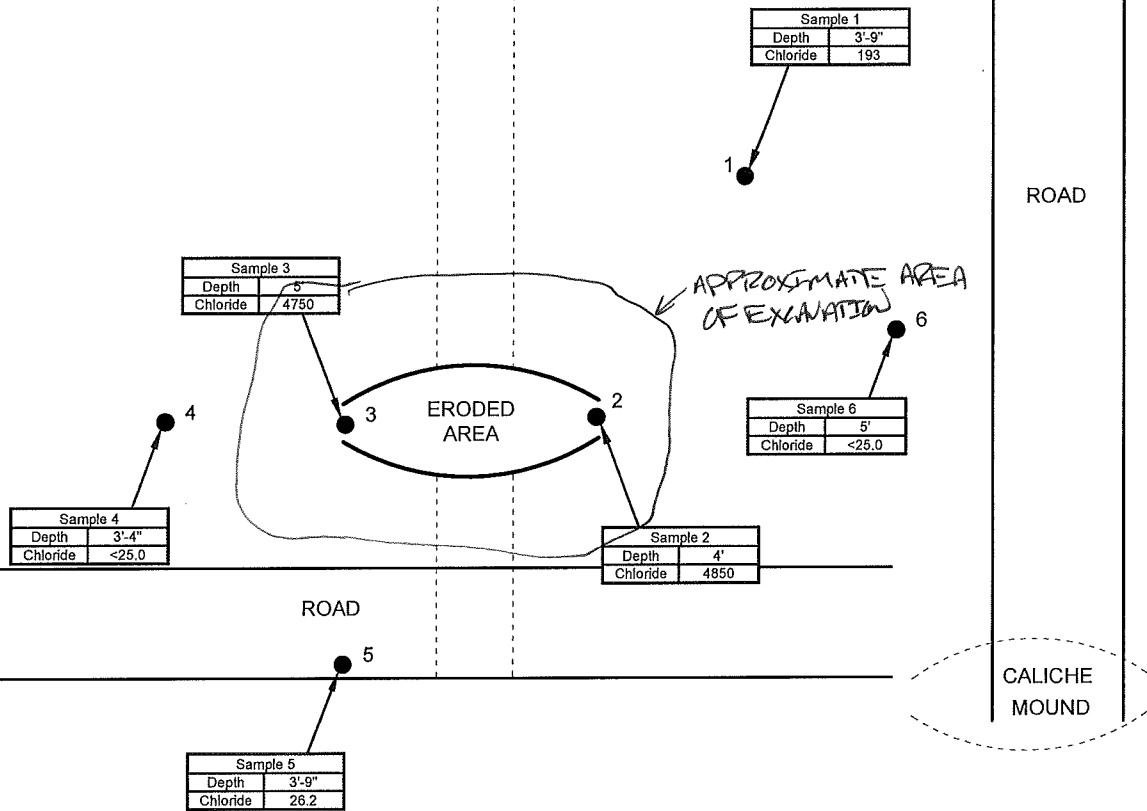 Sample 1
Depth 3'-9"
Chloride 193
1
ROAD
Sample 3
Depth 5'
Chloride 4750
APPROXIMATE AREA
OF EXCAVATION
6
4
3
ERODED
AREA
2
Sample 6
Depth 5'
Chloride <25.0
Sample 4
Depth 3'-4"
Chloride <25.0
Sample 2
Depth 4'
Chloride 4850
ROAD
5
CALICHE
MOUND
Sample 5
Depth 3'-9"
Chloride 26.2